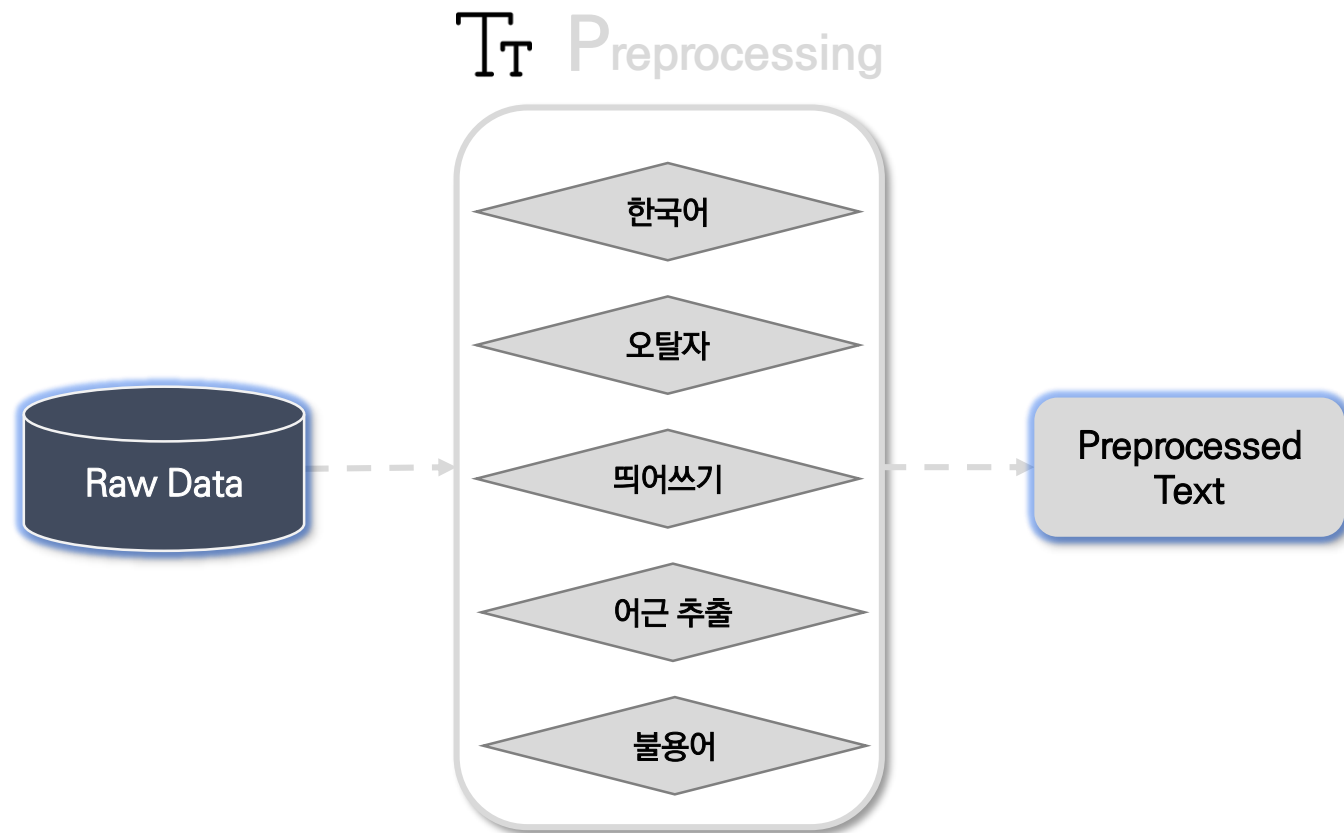 Preprocessing
한국어
오탈자
띄어쓰기
어근 추출
불용어
Raw Data
Preprocessed
Text